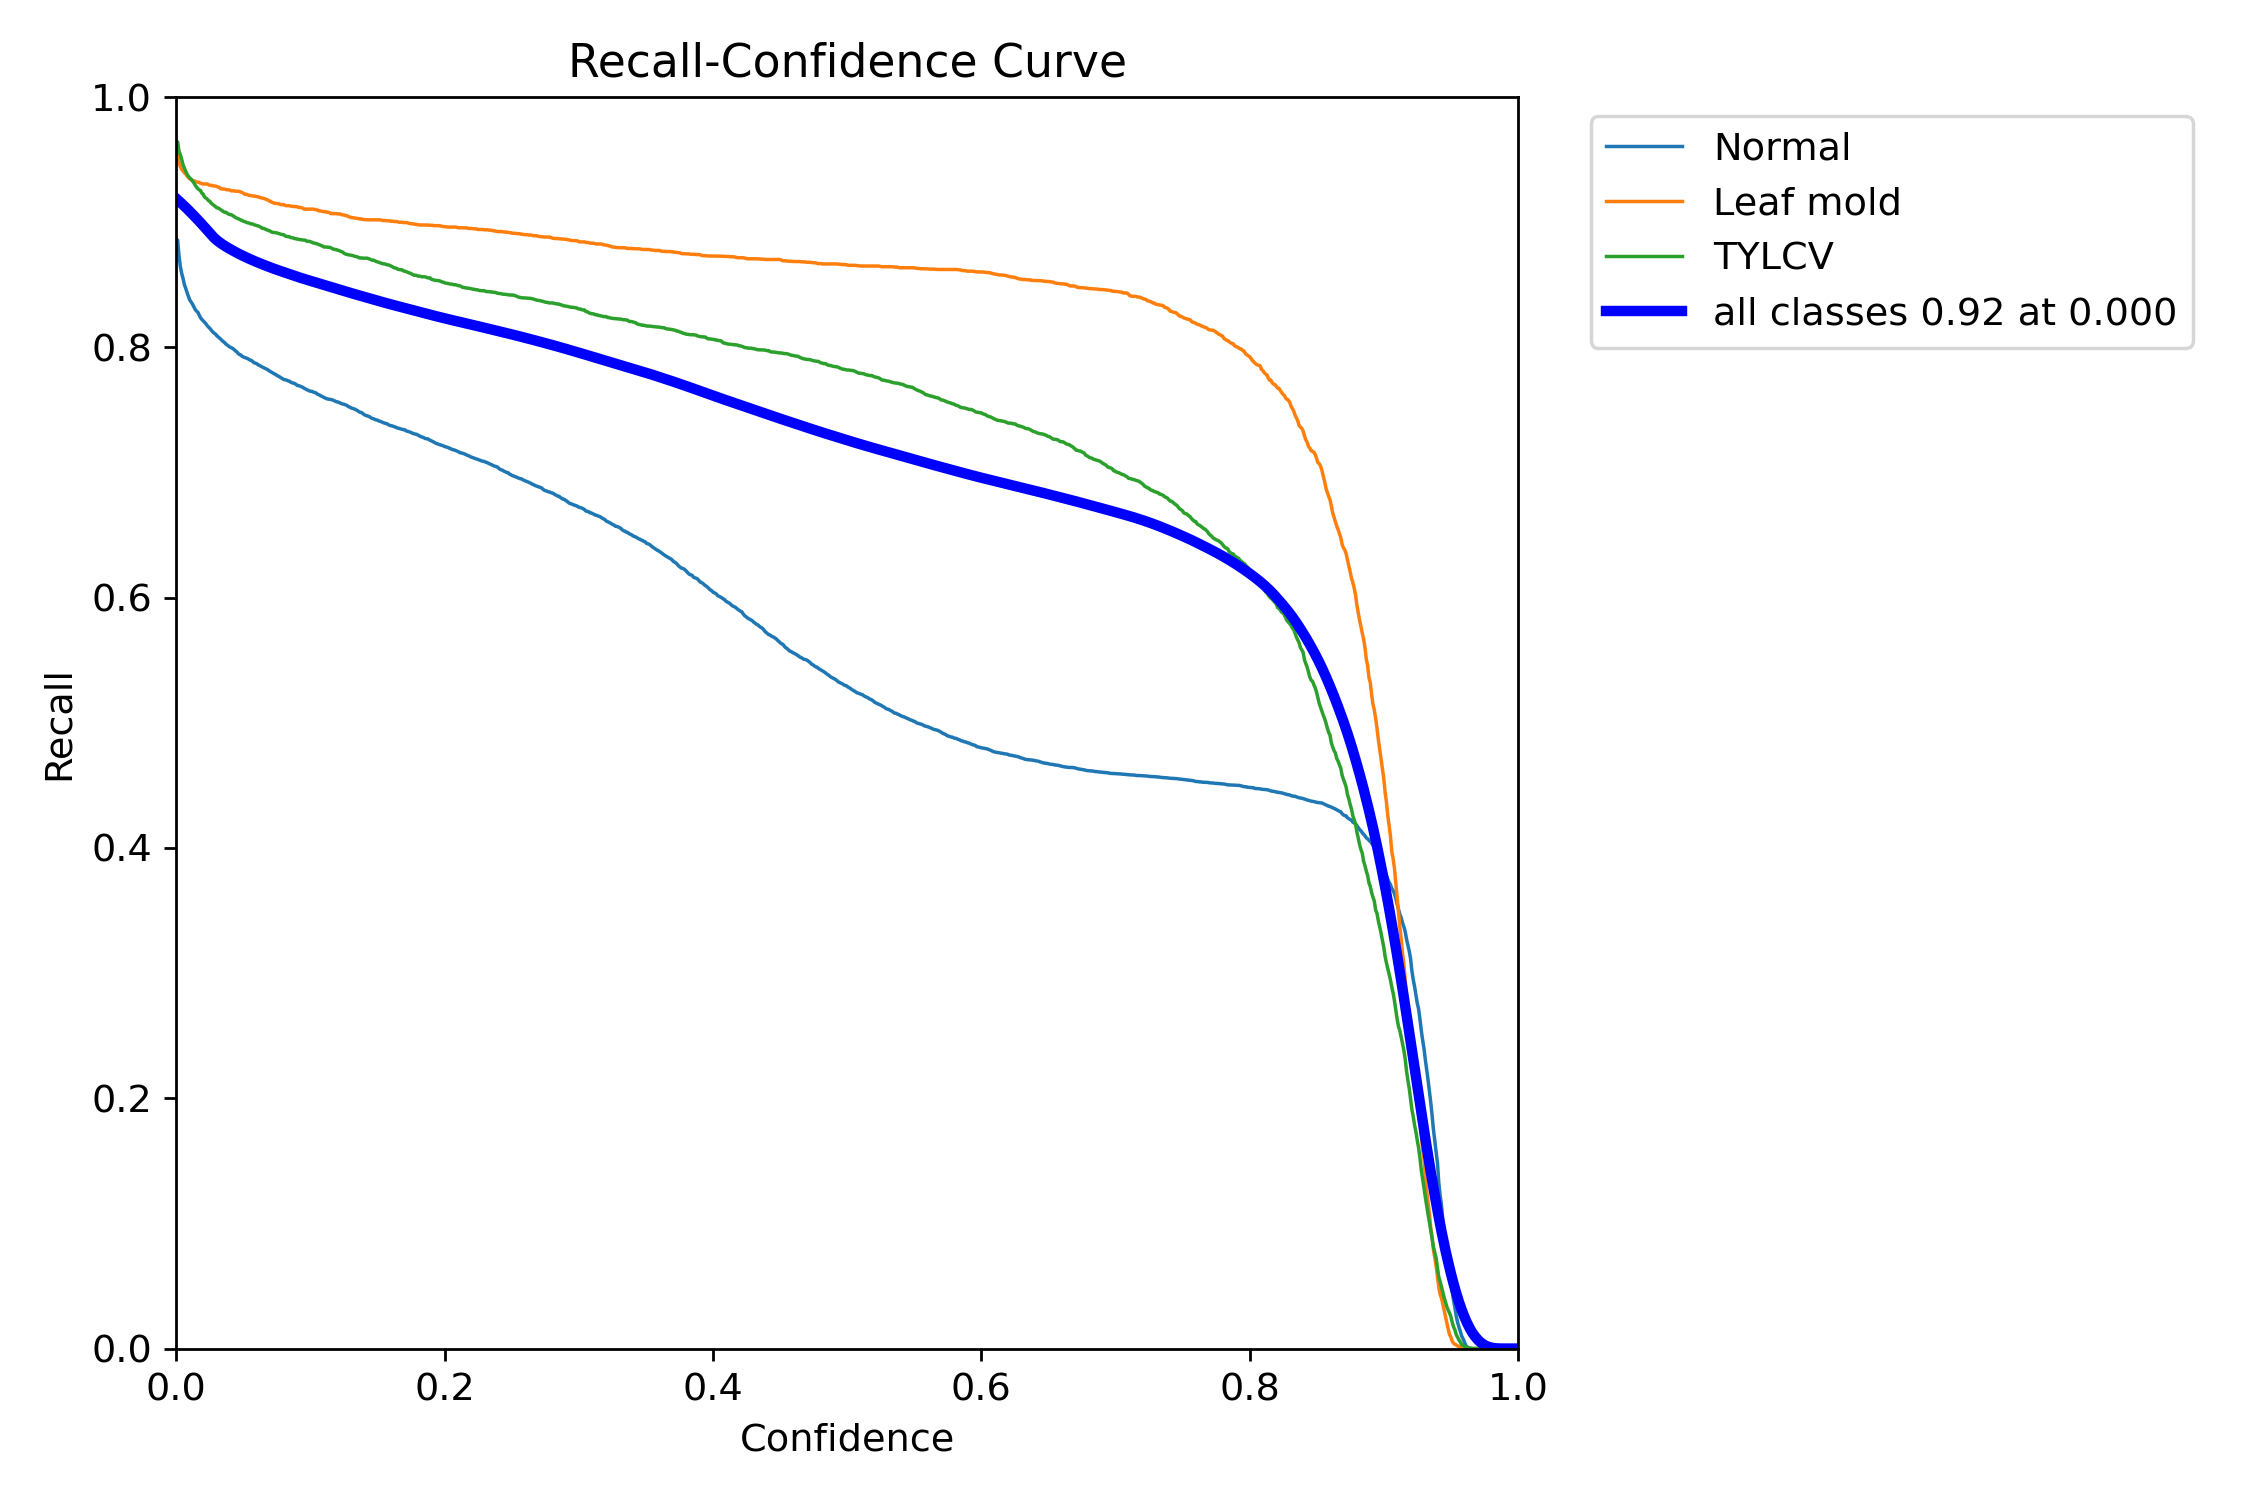 Recall-Confidence Curve
1.0
0.8
0.6
0.4
0.2
0.0
Recall
0.0 0.2 0.4 0.6 0.8 1.0
Confidence
Normal
Leaf mold
TYLCV
all classes 0.92 at 0.000